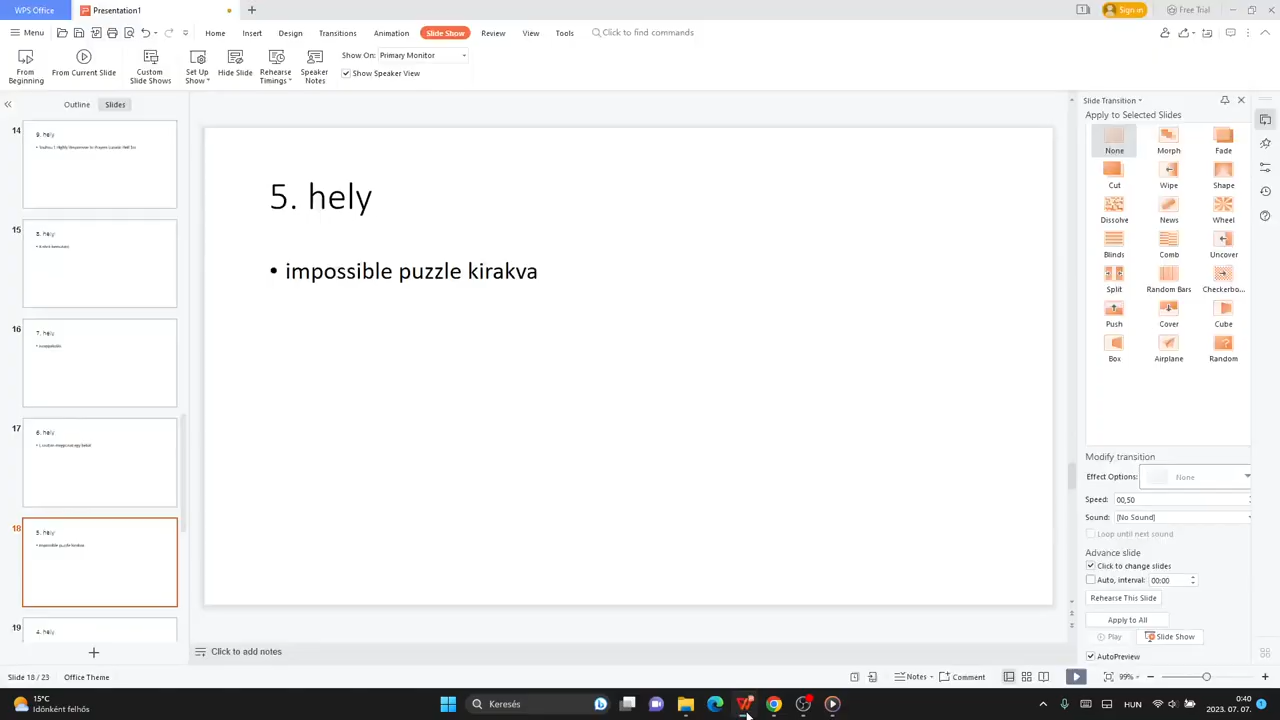 WPS Office
Presentation1
Sign in
Free Trial
Menu
Home
Insert
Design
Transitions
Animation
Slide Show
Review
View
Tools
Click to find commands
From Beginning
From Current Slide
Custom Slide Shows
Set Up Show
Hide Slide
Rehearse Timings
Speaker Notes
Show On: Primary Monitor
Show Speaker View
Outline
Slides
14
9. hely
15
8. hely
16
7. hely
17
6. hely
18
5. hely
• impossible puzzle kirakva
19
4. hely
5. hely
• impossible puzzle kirakva
Click to add notes
Slide Transition
Apply to Selected Slides
None
Morph
Fade
Cut
Wipe
Shape
Dissolve
News
Wheel
Blinds
Comb
Uncover
Split
Random Bars
Checkerbo...
Push
Cover
Cube
Box
Airplane
Random
Modify transition
Effect Options: None
Speed: 00,50
Sound: [No Sound]
Loop until next sound
Advance slide
Click to change slides
Auto, interval: 00:00
Rehearse This Slide
Apply to All
Play
Slide Show
AutoPreview
Slide 18 / 23
Office Theme
Notes
Comment
99%
15°C
Időnként felhős
Keresés
HUN
0:40
2023. 07. 07.